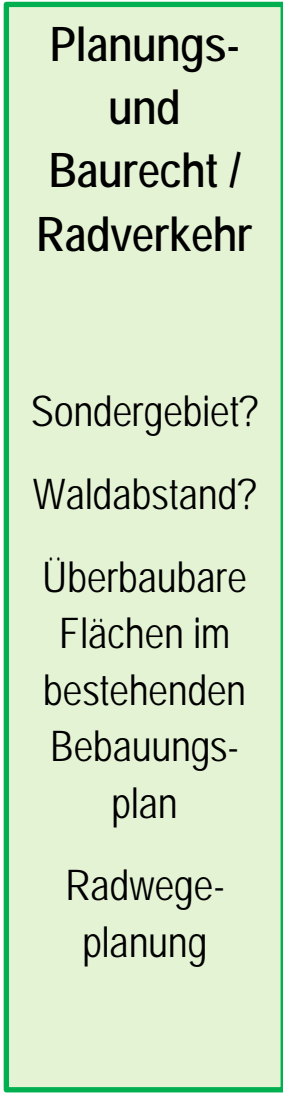 Planungs-
und
Baurecht /
Radverkehr
Sondergebiet?
Waldabstand?
Überbaubare
Flächen im
bestehenden
Bebauungs-
plan
Radwege-
planung